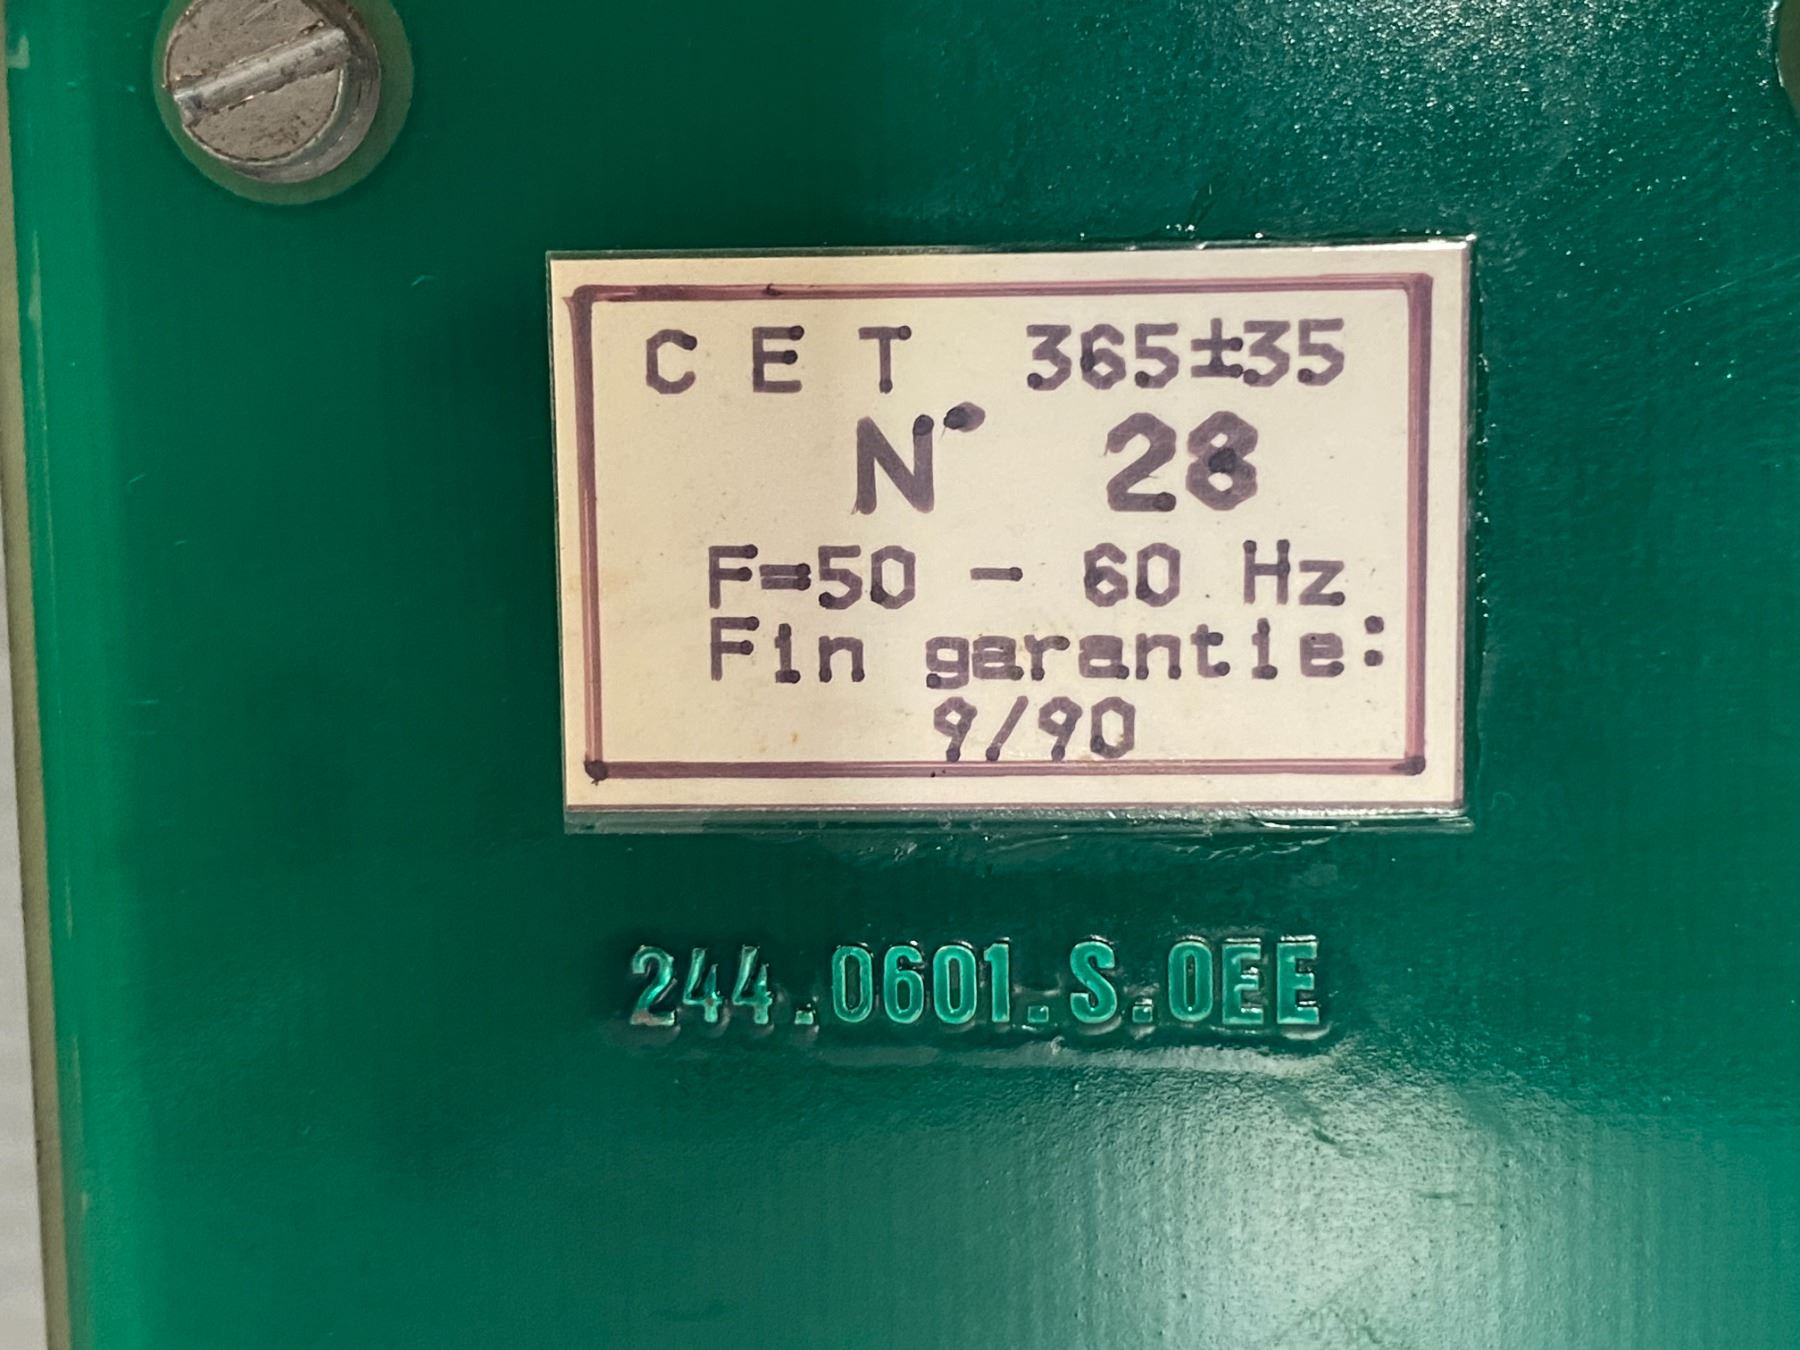 C E T 365±35
N° 28
F=50 - 60 Hz
Fin garantie:
9/90
244.0601.S.0EE